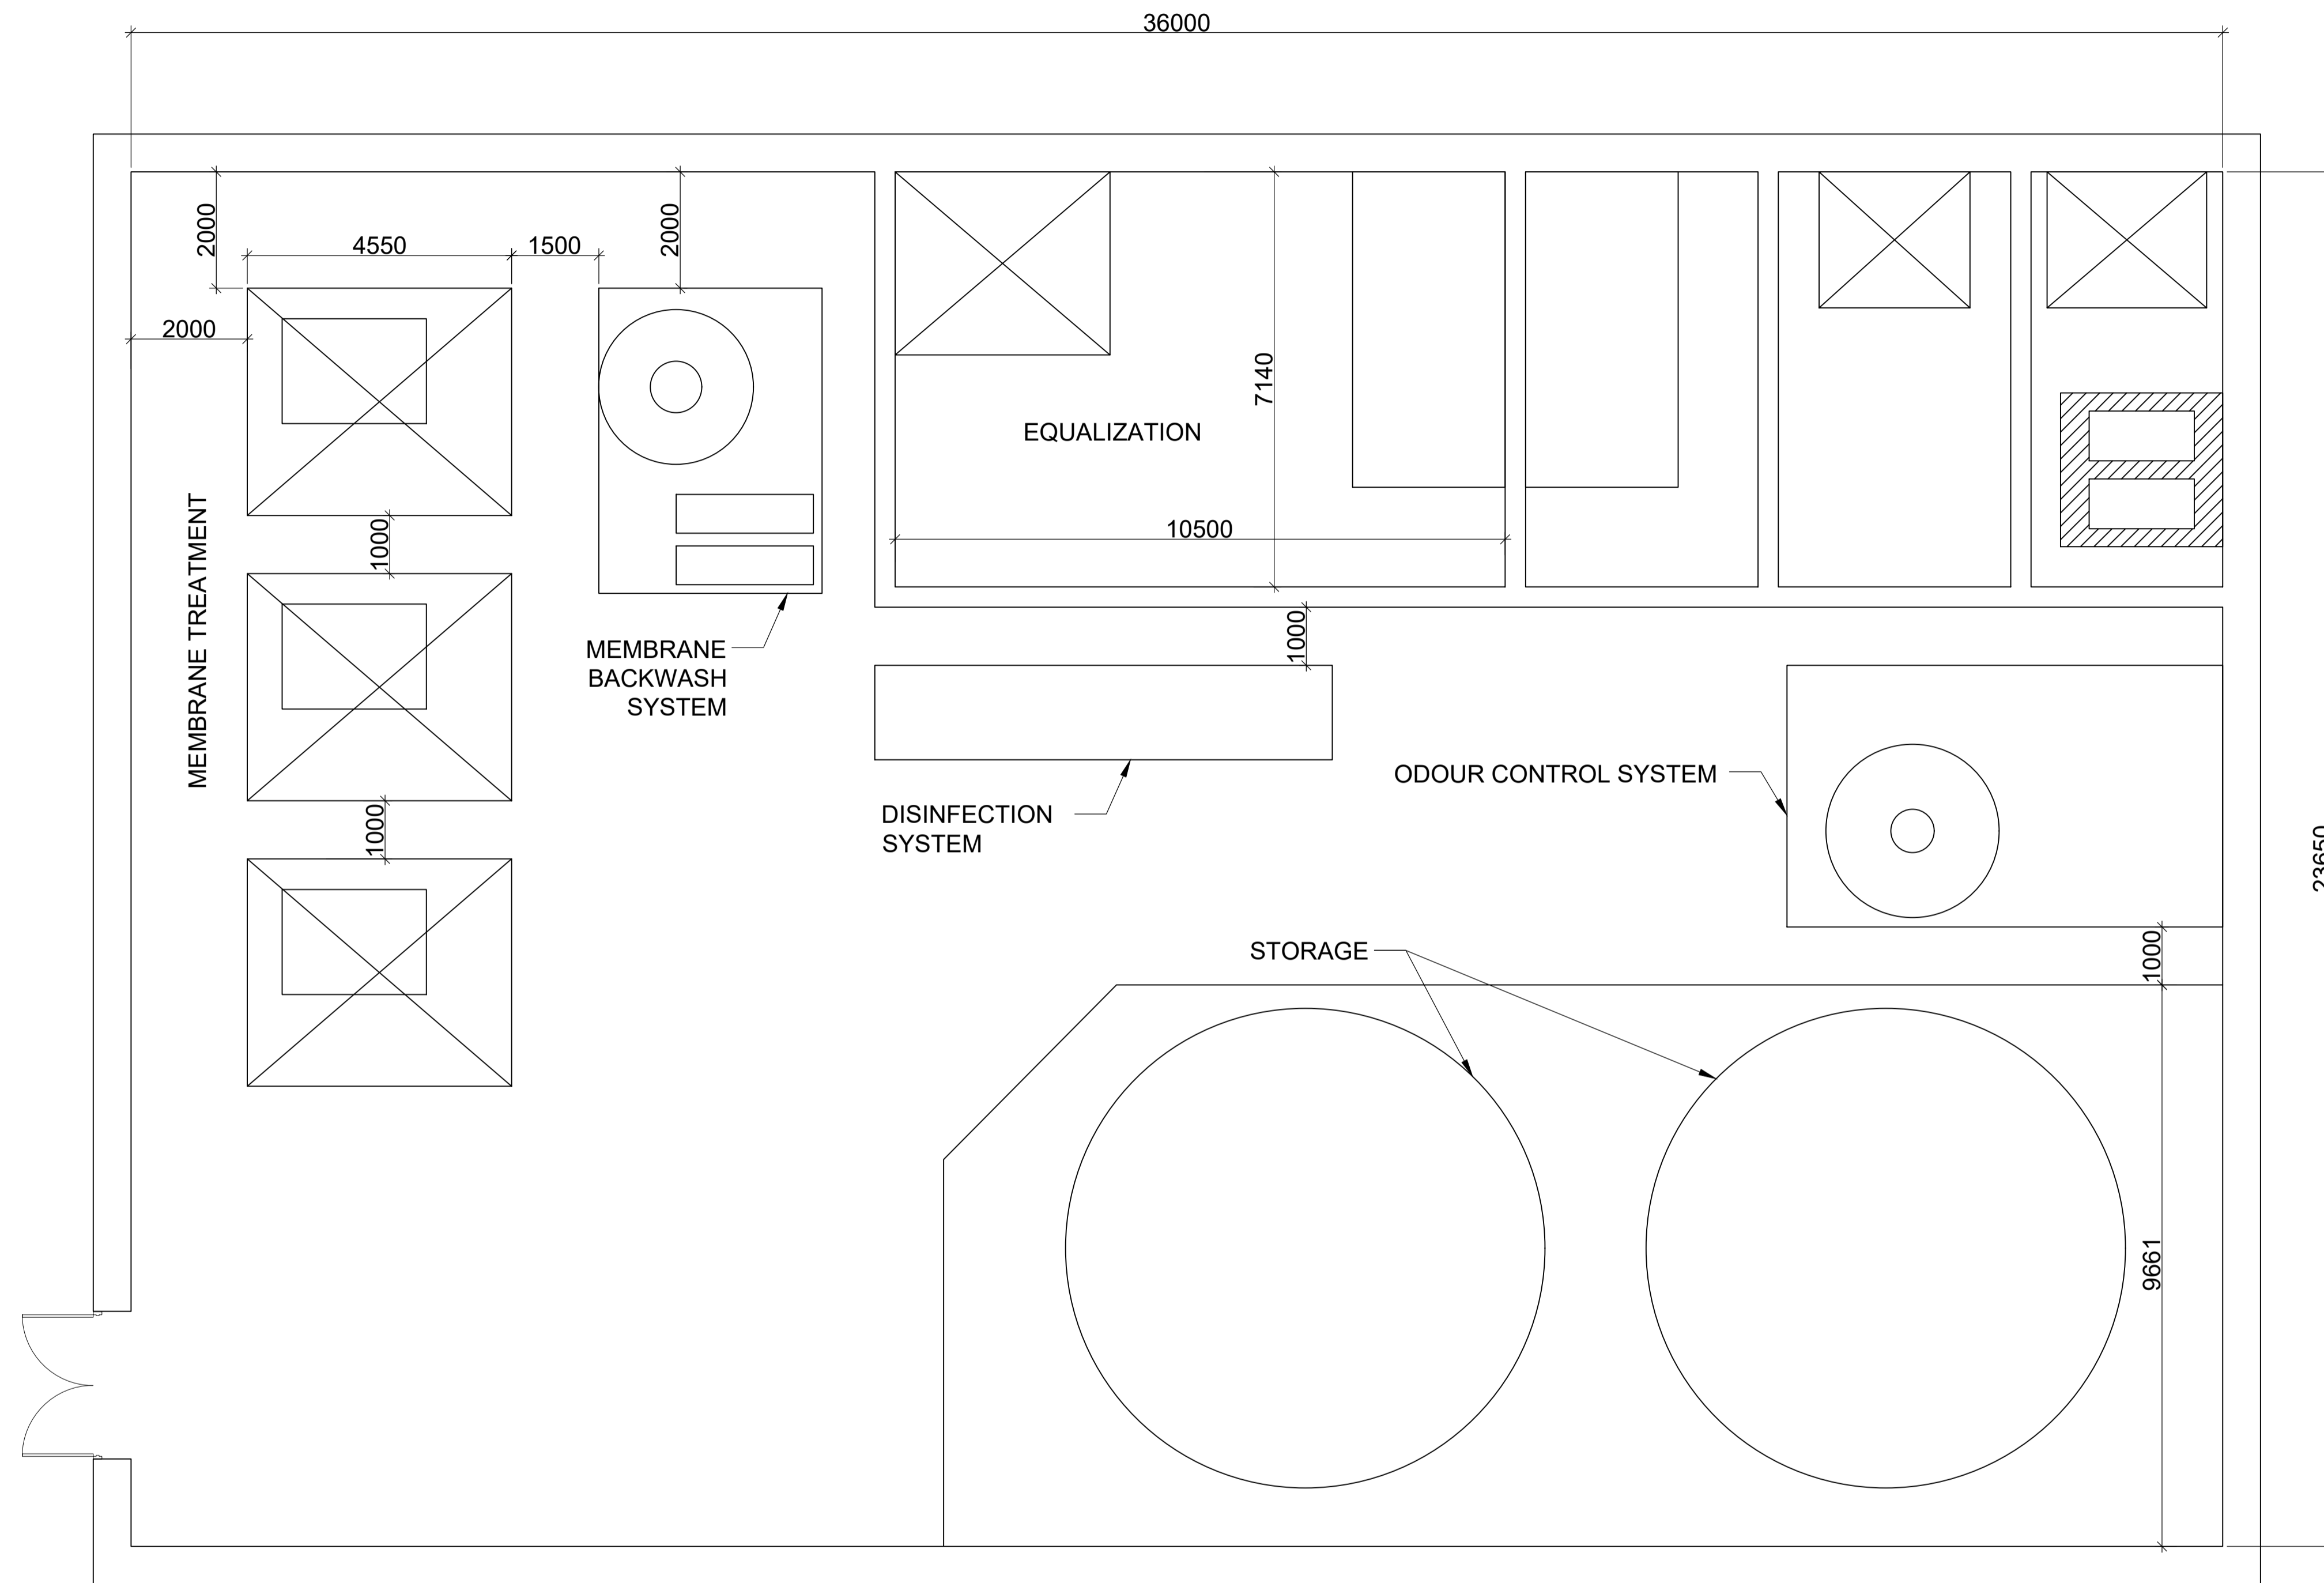 36000
2000
4550
1500
2000
2000
7140
EQUALIZATION
MEMBRANE TREATMENT
1000
10500
MEMBRANE
BACKWASH
SYSTEM
1000
1000
DISINFECTION
SYSTEM
ODOUR CONTROL SYSTEM
23650
STORAGE
1000
9661